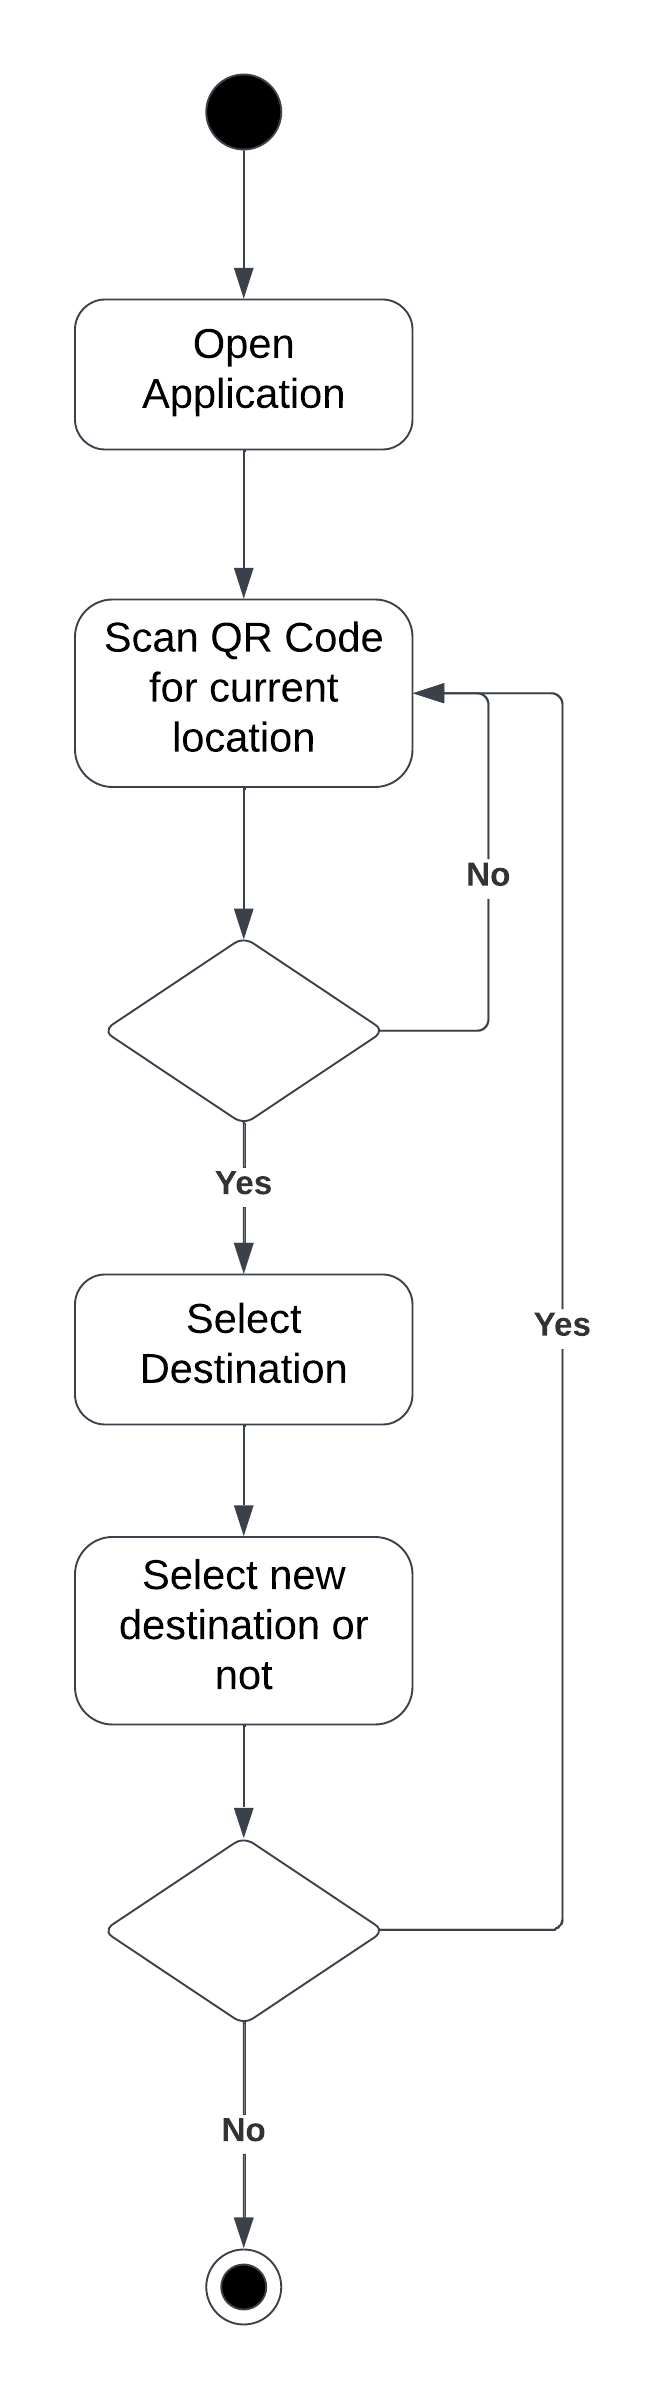 Open
Application
Scan QR Code
for current
location
No
Yes
Select
Destination
Yes
Select new
destination or
not
No